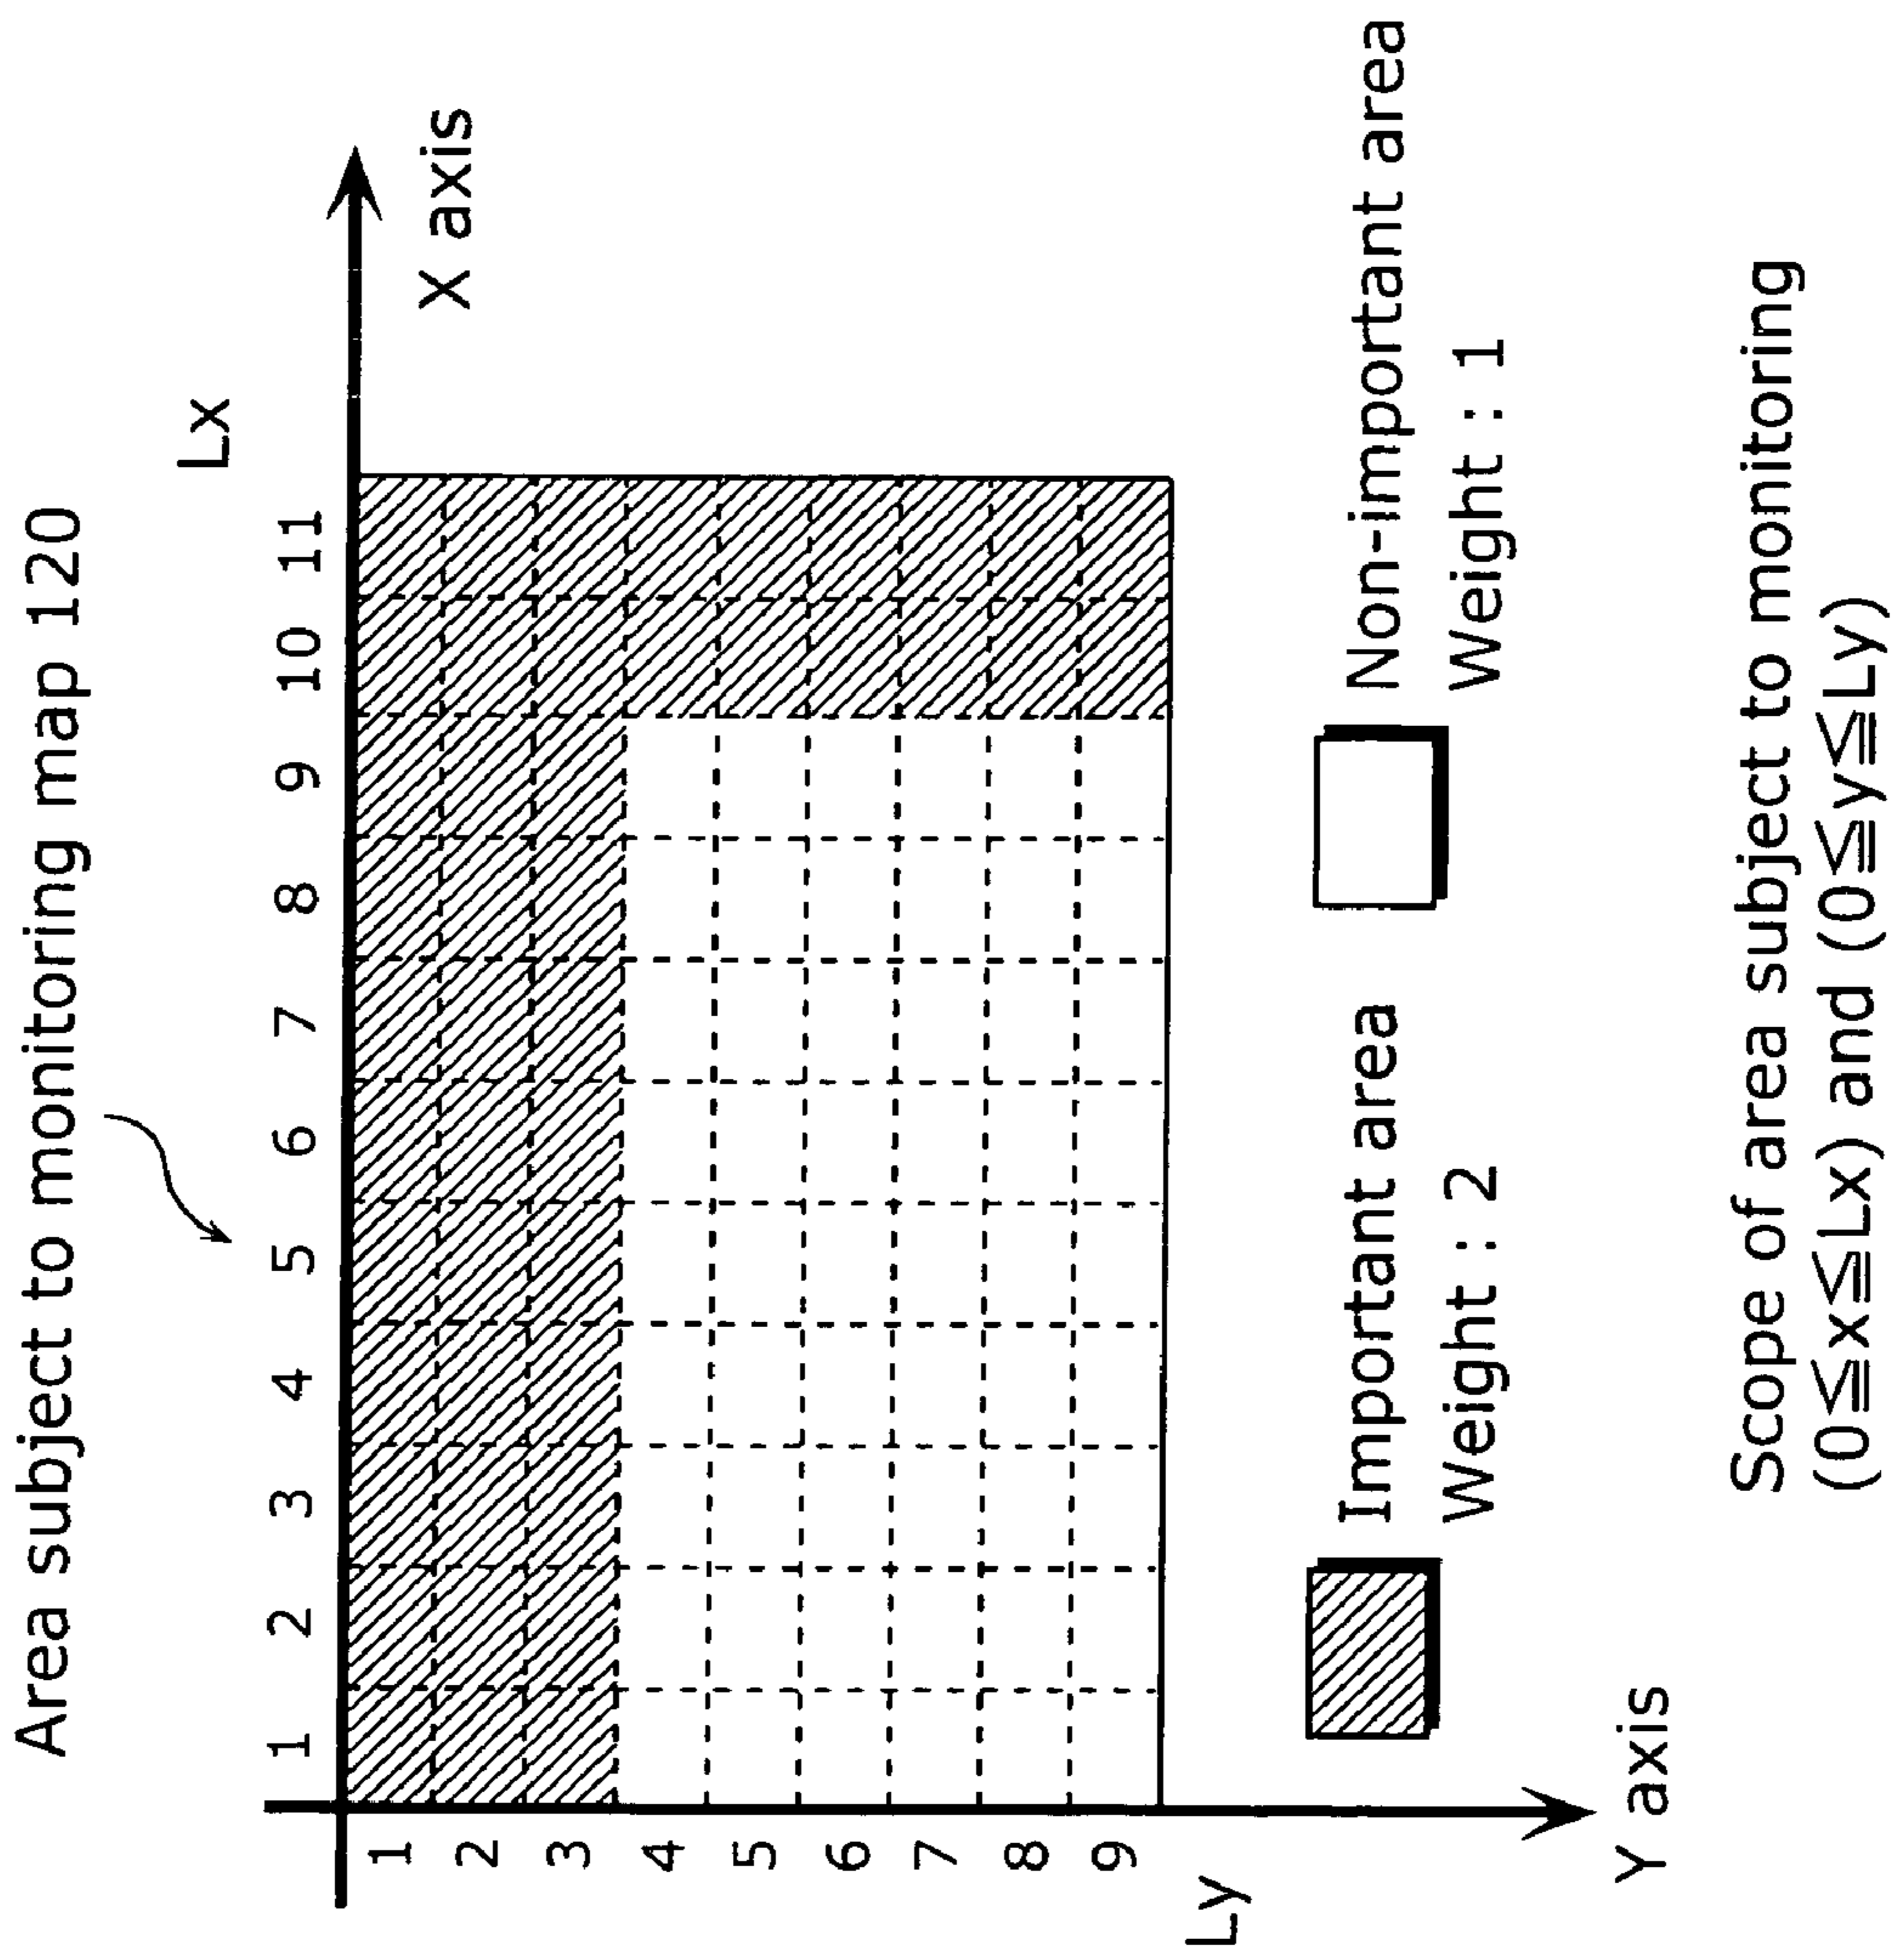 Area subject to monitoring map 120
Lx
1 2 3 4 5 6 7 8 9 10 11
X axis
1
2
3
4
5
6
7
8
9
Ly
Y axis
Important area
Weight : 2
Non-important area
Weight : 1
Scope of area subject to monitoring
(0≦x≦Lx) and (0≦y≦Ly)